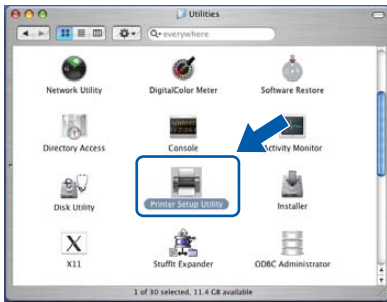 Utilities
everywhere
Network Utility
DigitalColor Meter
Software Restore
Directory Access
Console
Activity Monitor
Disk Utility
Printer Setup Utility
Installer
X11
StuffIt Expander
ODBC Administrator
1 of 30 selected, 11.4 GB available